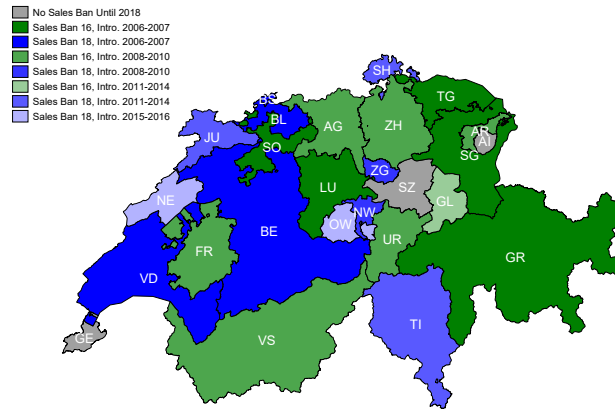 No Sales Ban Until 2018
Sales Ban 16, Intro. 2006-2007
Sales Ban 18, Intro. 2006-2007
Sales Ban 16, Intro. 2008-2010
Sales Ban 18, Intro. 2008-2010
Sales Ban 16, Intro. 2011-2014
Sales Ban 18, Intro. 2011-2014
Sales Ban 18, Intro. 2015-2016
SH
TG
BS
BL
AG
ZH
AR
AI
JU
SO
SG
ZG
LU
SZ
NE
GL
NW
OW
BE
UR
FR
GR
VD
TI
GE
VS